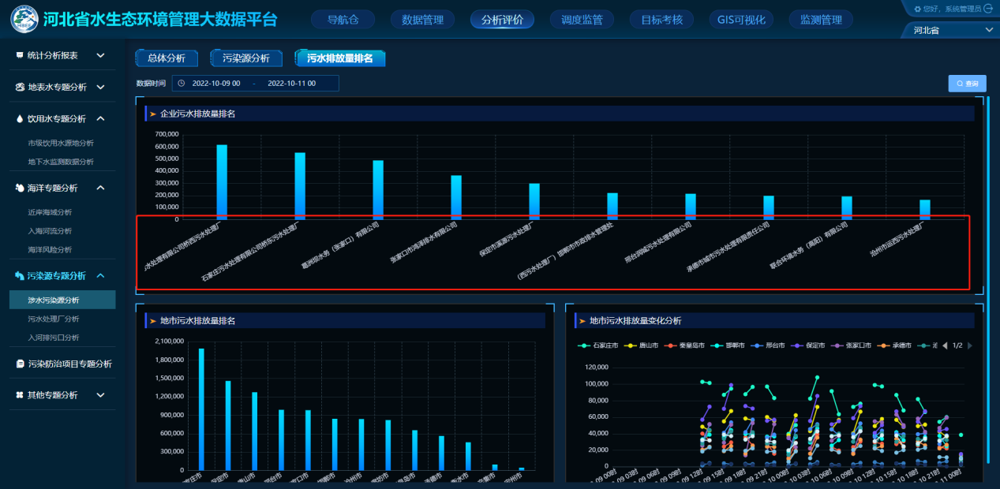 河北省水生态环境管理大数据平台
导航仓 数据管理 分析评价 调度监管 目标考核 GIS可视化 监测管理
您好，系统管理员
河北省
统计分析报表
地表水专题分析
饮用水专题分析
市级饮用水源地分析
地下水监测数据分析
海洋专题分析
近岸海域分析
入海河流分析
海洋风险分析
污染源专题分析
涉水污染源分析
污水处理厂分析
入河排污口分析
污染防治项目专题分析
其他专题分析
总体分析 污染源分析 污水排放量排名
数据时间 2022-10-09 00 - 2022-10-11 00 查询
企业污水排放量排名
700,000
600,000
500,000
400,000
300,000
200,000
100,000
0
水处理有限公司桥西污水处理厂
石家庄污水处理有限公司桥东污水处理厂
葛洲坝水务（张家口）有限公司
张家口市鸿泽排水有限公司
保定市溪源污水处理厂
（西污水处理厂）邯郸市市政排水管理处
邢台润城污水处理有限公司
承德市城市污水处理有限责任公司
联合环境水务（高阳）有限公司
沧州市运西污水处理厂
地市污水排放量排名
2,100,000
1,800,000
1,500,000
1,200,000
900,000
600,000
300,000
0
家庄市 定市 唐山市 邢台市 家口市 邯郸市 沧州市 廊坊市 皇岛市 承德市 衡水市 辛集市 定州市
地市污水排放量变化分析
石家庄市 唐山市 秦皇岛市 邯郸市 邢台市 保定市 张家口市 承德市 1/2
120,000
100,000
80,000
60,000
40,000
20,000
0
09 00时 09 03时 09 06时 09 09时 09 12时 09 15时 09 18时 09 21时 10 00时 10 03时 10 06时 10 09时 10 12时 10 15时 10 18时 10 21时 11 00时